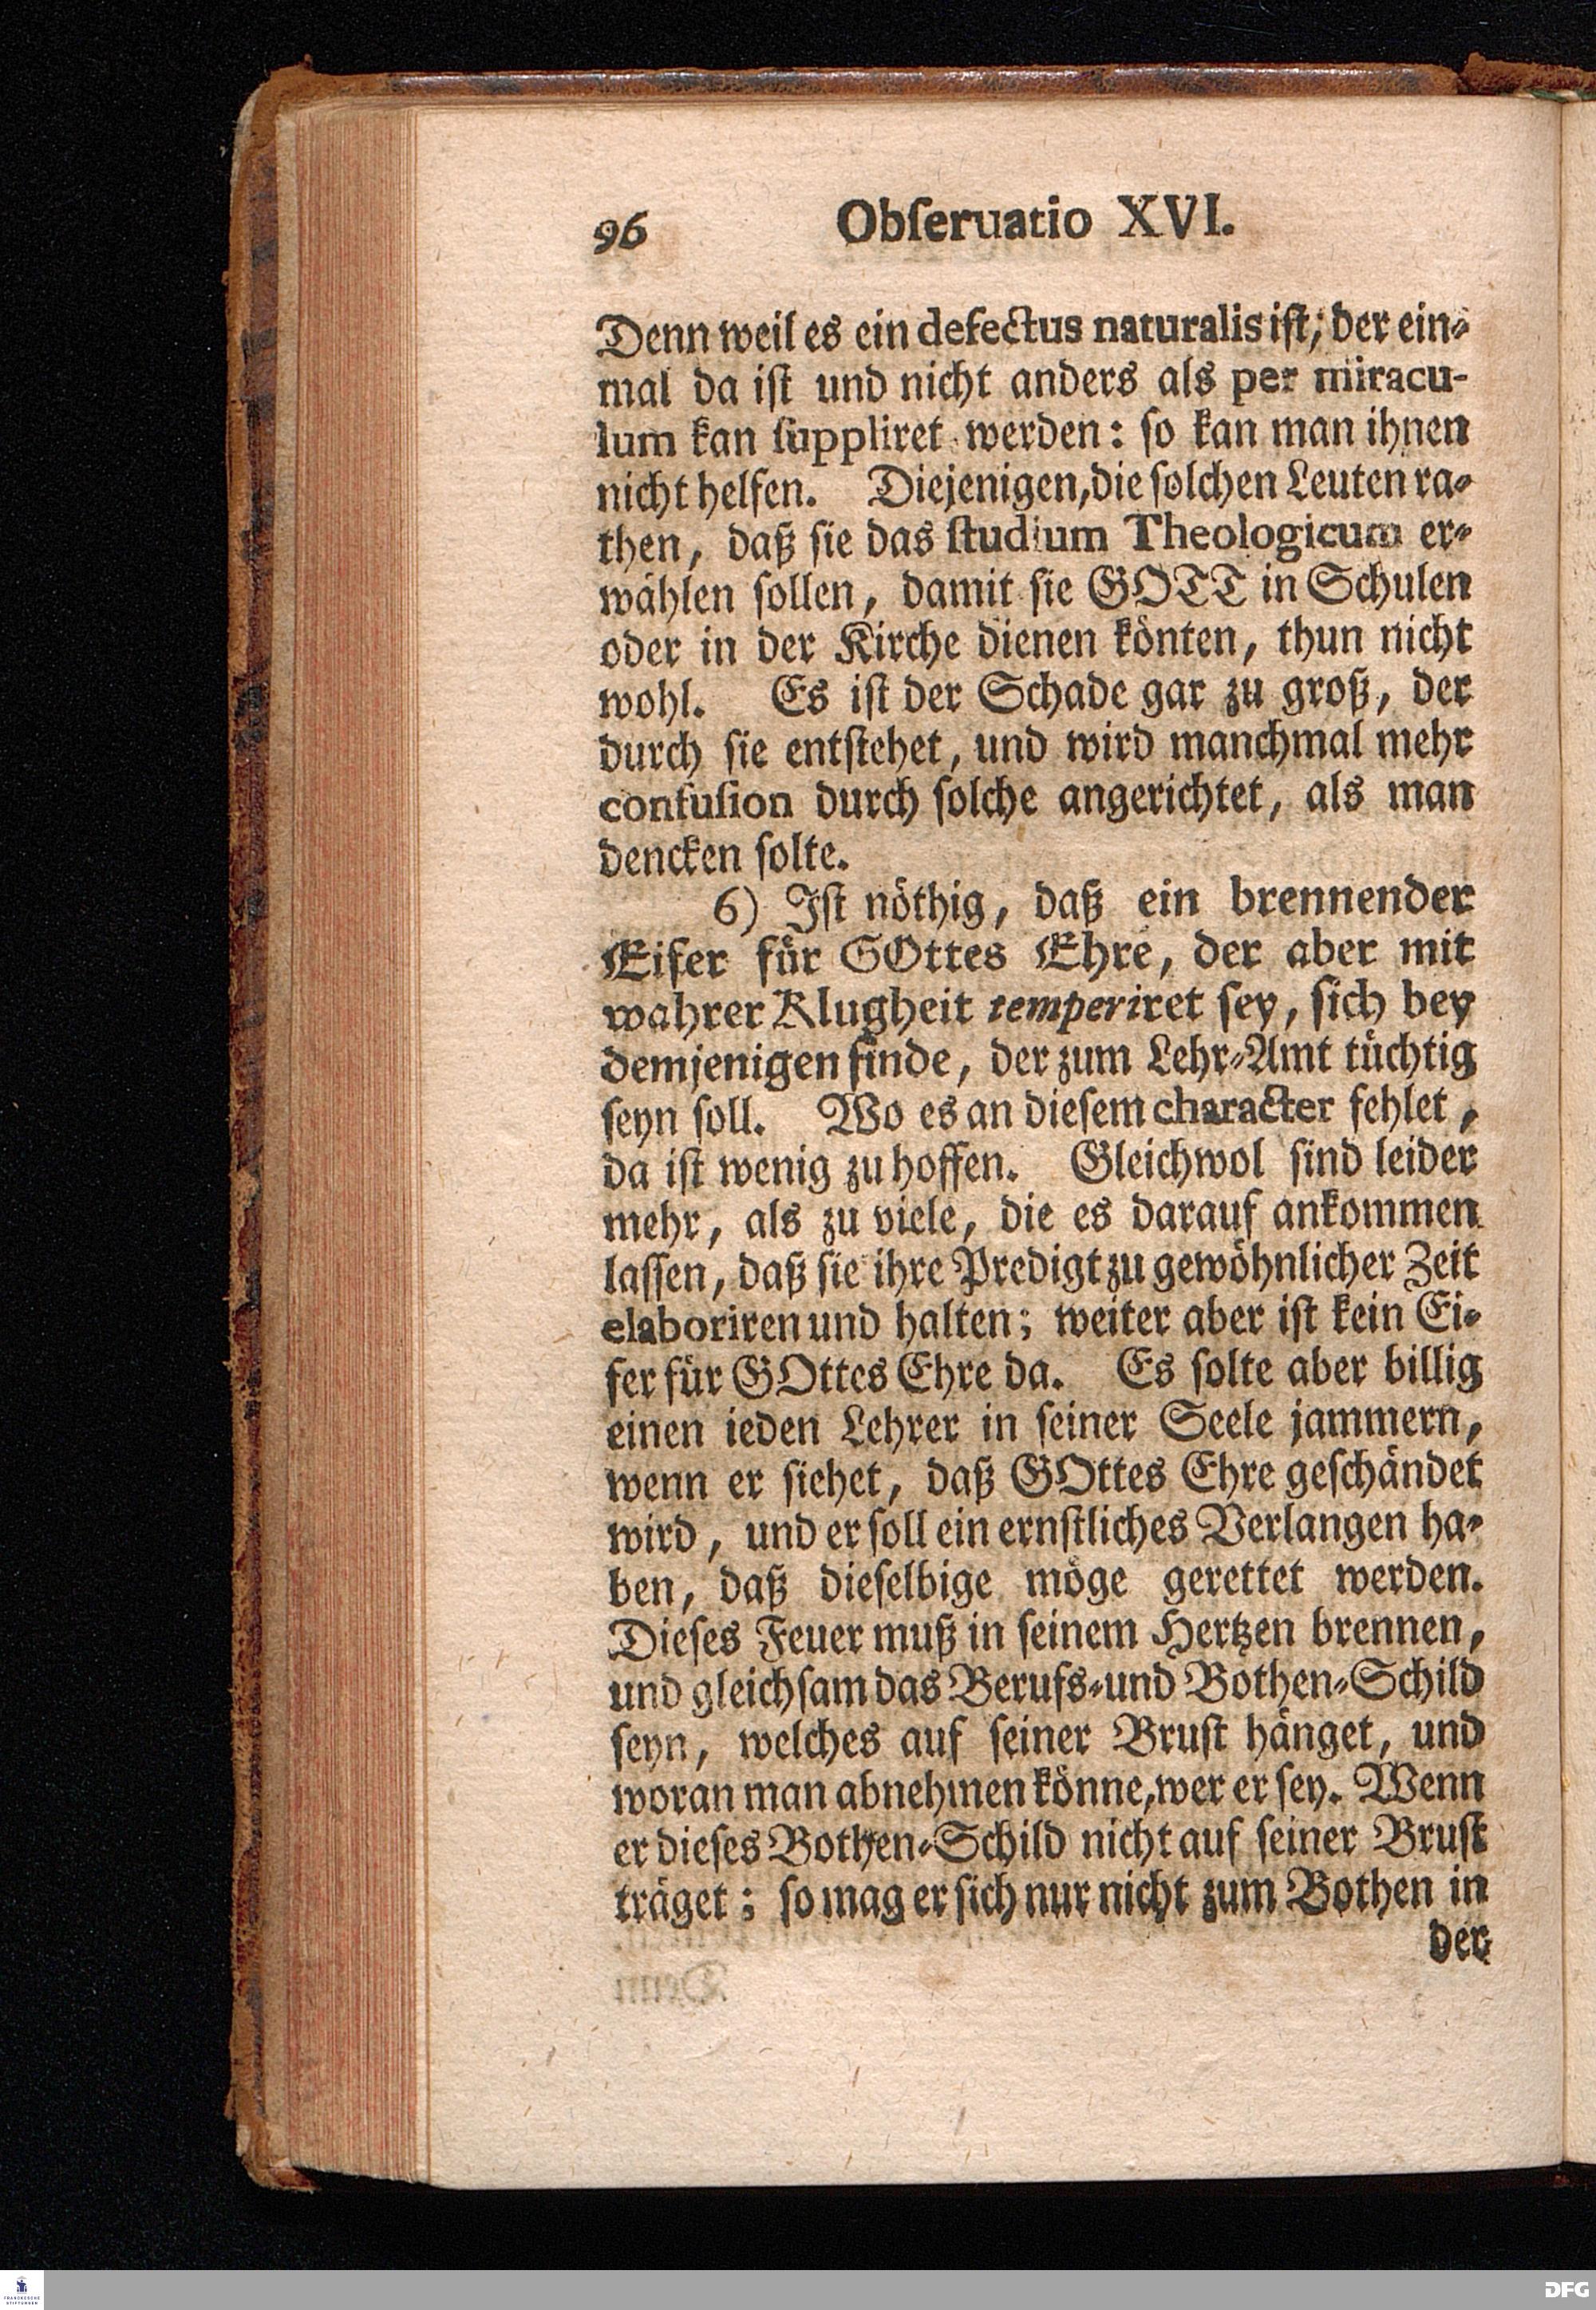 96 Obſeruatio XVI.
Denn weil es ein defectus naturalis iſt; der ein-
mal da iſt und nicht anders als per miracu-
lum kan ſuppliret werden: ſo kan man ihnen
nicht helfen. Diejenigen, die ſolchen Leuten ra-
then, daß ſie das ſtudium Theologicum er-
wählen ſollen, damit ſie GOTT in Schulen
oder in der Kirche dienen könten, thun nicht
wohl. Es iſt der Schade gar zu groß, der
durch ſie entſtehet, und wird manchmal mehr
confuſion durch ſolche angerichtet, als man
dencken ſolte.
6) Iſt nöthig, daß ein brennender
Eifer für GOttes Ehre, der aber mit
wahrer Klugheit temperiret ſey, ſich bey
demjenigen finde, der zum Lehr-Amt tüchtig
ſeyn ſoll. Wo es an dieſem character fehlet,
da iſt wenig zu hoffen. Gleichwol ſind leider
mehr, als zu viele, die es darauf ankommen
laſſen, daß ſie ihre Predigt zu gewöhnlicher Zeit
elaboriren und halten; weiter aber iſt kein Ei-
fer für GOttes Ehre da. Es ſolte aber billig
einen ieden Lehrer in ſeiner Seele jammern,
wenn er ſiehet, daß GOttes Ehre geſchändet
wird, und er ſoll ein ernſtliches Verlangen ha-
ben, daß dieſelbige möge gerettet werden.
Dieſes Feuer muß in ſeinem Hertzen brennen,
und gleichſam das Berufs-und Bothen-Schild
ſeyn, welches auf ſeiner Bruſt hänget, und
woran man abnehmen könne, wer er ſey. Wenn
er dieſes Bothen-Schild nicht auf ſeiner Bruſt
träget; ſo mag er ſich nur nicht zum Bothen in
der
FRANCKESCHE
STIFTUNGEN
DFG